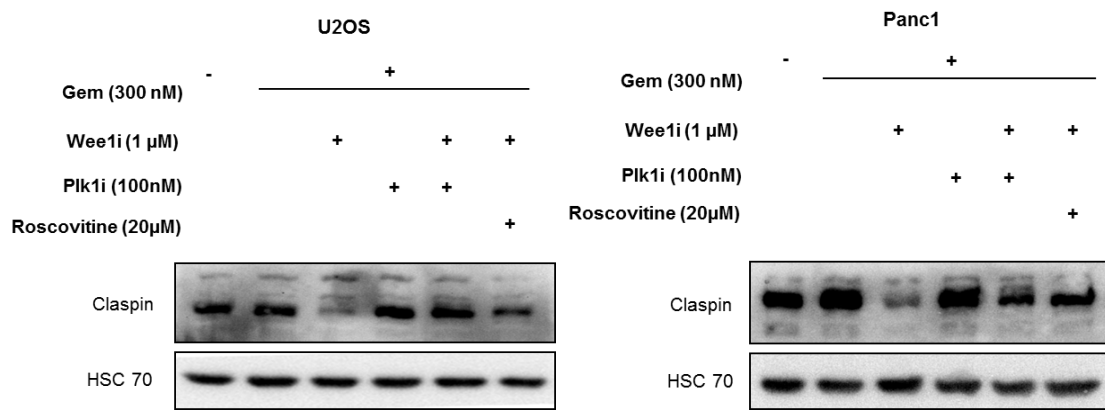 U2OS
- +
Gem (300 nM)
Wee1i (1 µM) + + +
Plk1i (100nM) + +
Roscovitine (20µM) +
Claspin
HSC 70
Panc1
- +
Gem (300 nM)
Wee1i (1 µM) + + +
Plk1i (100nM) + +
Roscovitine (20µM) +
Claspin
HSC 70